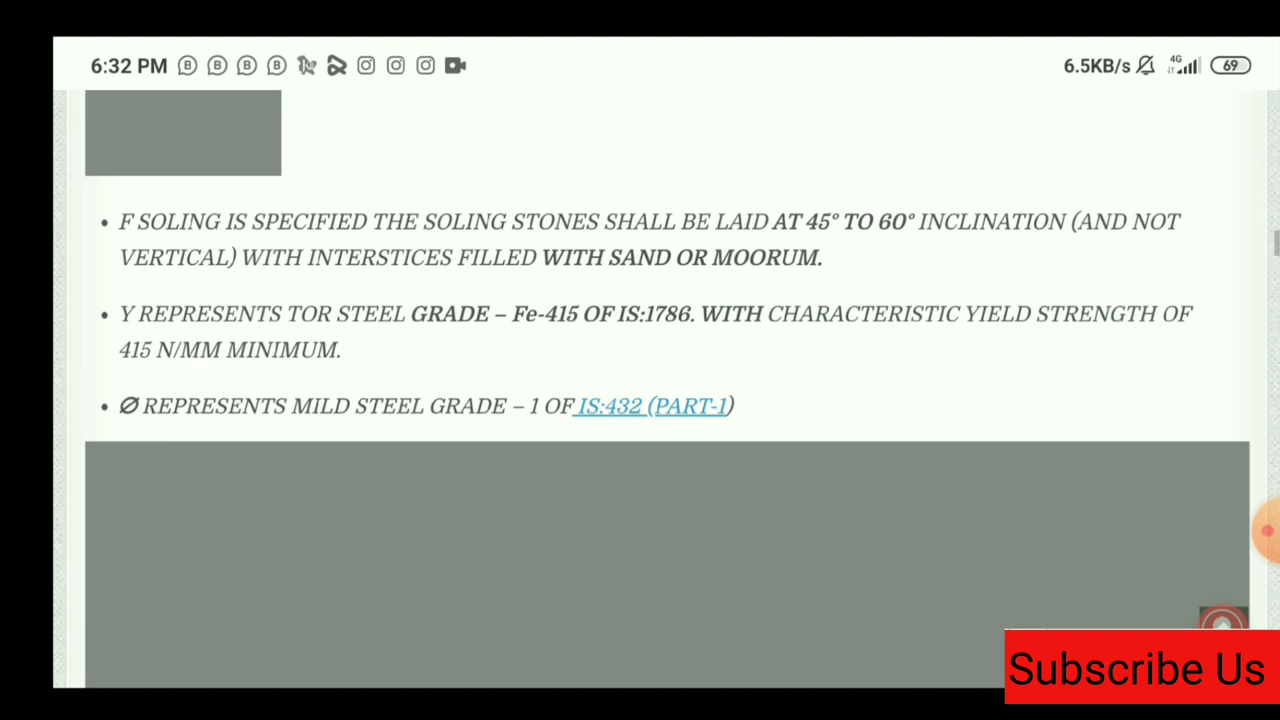 6:32 PM 6.5KB/s 4G 69
• F SOLING IS SPECIFIED THE SOLING STONES SHALL BE LAID AT 45° TO 60° INCLINATION (AND NOT
VERTICAL) WITH INTERSTICES FILLED WITH SAND OR MOORUM.
• Y REPRESENTS TOR STEEL GRADE – Fe-415 OF IS:1786. WITH CHARACTERISTIC YIELD STRENGTH OF
415 N/MM MINIMUM.
• Ø REPRESENTS MILD STEEL GRADE – 1 OF IS:432 (PART-1)
Subscribe Us